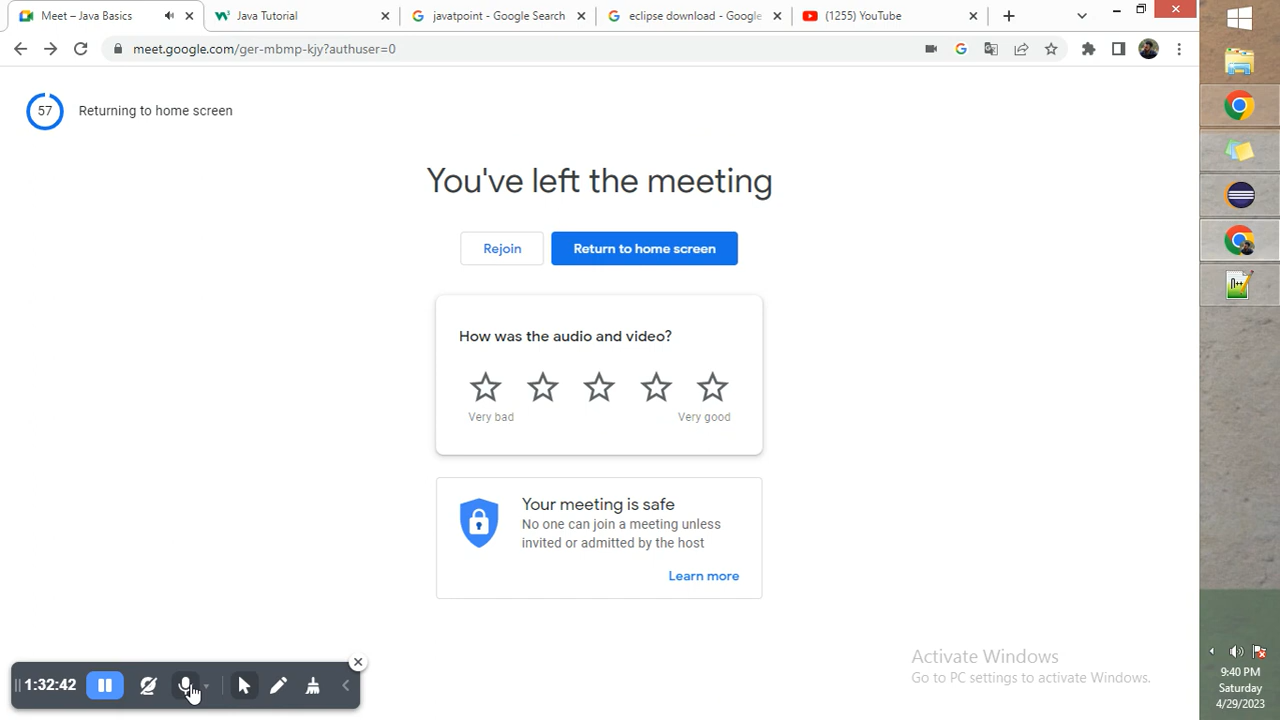 Meet – Java Basics
Java Tutorial
javatpoint - Google Search
eclipse download - Google
(1255) YouTube
meet.google.com/ger-mbmp-kjy?authuser=0
57 Returning to home screen
You've left the meeting
Rejoin
Return to home screen
How was the audio and video?
Very bad
Very good
Your meeting is safe
No one can join a meeting unless
invited or admitted by the host
Learn more
Activate Windows
Go to PC settings to activate Windows.
1:32:42
9:40 PM
Saturday
4/29/2023